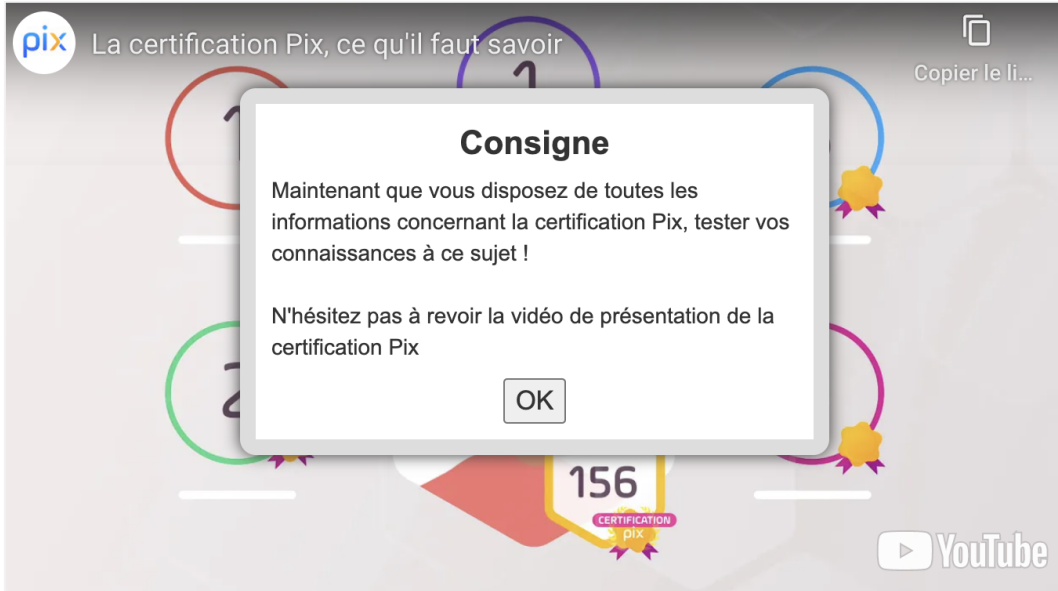 pix
La certification Pix, ce qu'il faut savoir
Copier le li...
1
Consigne
Maintenant que vous disposez de toutes les
informations concernant la certification Pix, tester vos
connaissances à ce sujet !
N'hésitez pas à revoir la vidéo de présentation de la
certification Pix
OK
2
156
CERTIFICATION
pix
YouTube